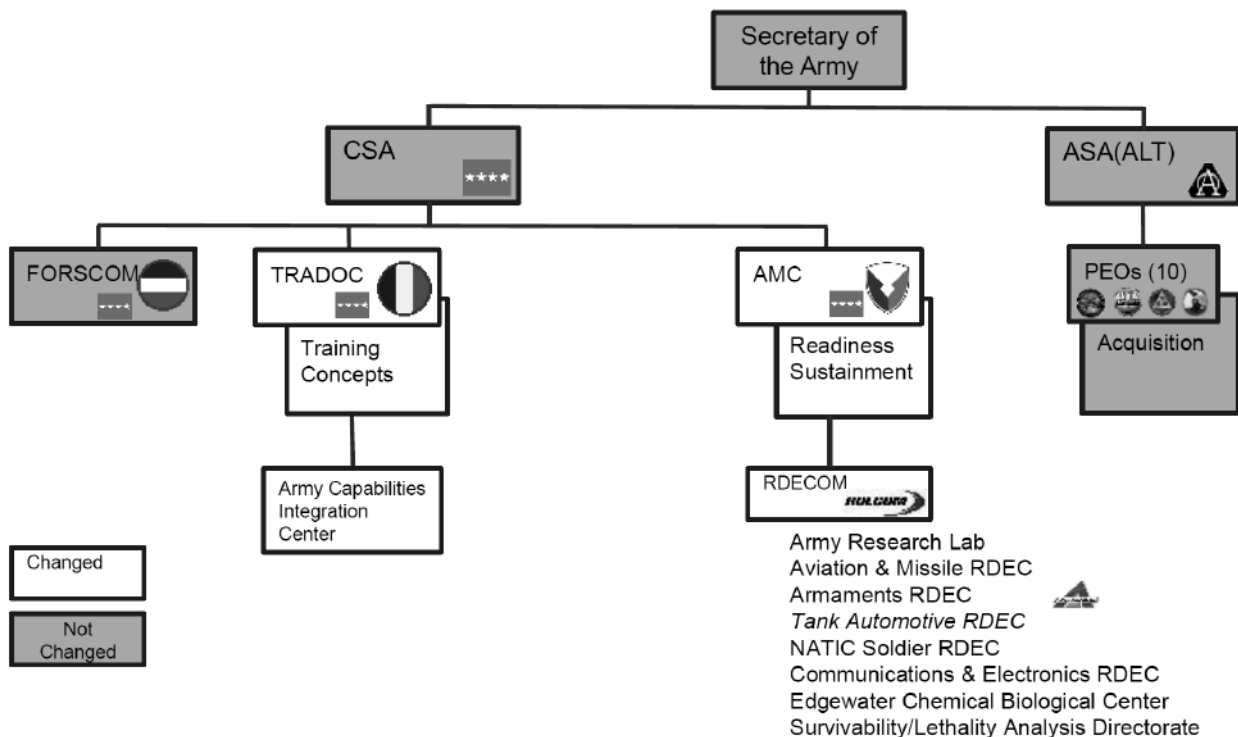 Secretary of
the Army
CSA
ASA(ALT)
FORSCOM
TRADOC
AMC
PEOs (10)
Training
Concepts
Readiness
Sustainment
Acquisition
Army Capabilities
Integration
Center
RDECOM
Changed
Not
Changed
Army Research Lab
Aviation & Missile RDEC
Armaments RDEC
Tank Automotive RDEC
NATIC Soldier RDEC
Communications & Electronics RDEC
Edgewater Chemical Biological Center
Survivability/Lethality Analysis Directorate